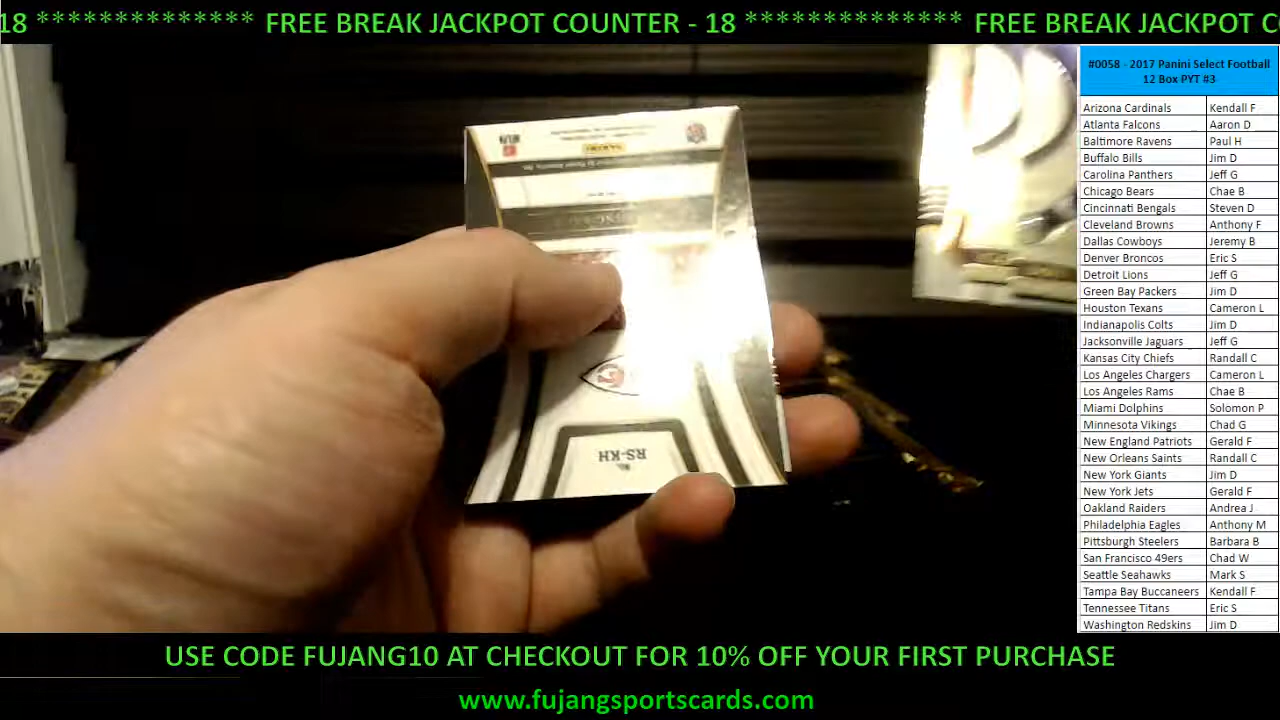 18 ************** FREE BREAK JACKPOT COUNTER - 18 ************** FREE BREAK JACKPOT CO
#0058 - 2017 Panini Select Football
12 Box PYT #3
Arizona Cardinals Kendall F
Atlanta Falcons Aaron D
Baltimore Ravens Paul H
Buffalo Bills Jim D
Carolina Panthers Jeff G
Chicago Bears Chae B
Cincinnati Bengals Steven D
Cleveland Browns Anthony F
Dallas Cowboys Jeremy B
Denver Broncos Eric S
Detroit Lions Jeff G
Green Bay Packers Jim D
Houston Texans Cameron L
Indianapolis Colts Jim D
Jacksonville Jaguars Jeff G
Kansas City Chiefs Randall C
Los Angeles Chargers Cameron L
Los Angeles Rams Chae B
Miami Dolphins Solomon P
Minnesota Vikings Chad G
New England Patriots Gerald F
New Orleans Saints Randall C
New York Giants Jim D
New York Jets Gerald F
Oakland Raiders Andrea J
Philadelphia Eagles Anthony M
Pittsburgh Steelers Barbara B
San Francisco 49ers Chad W
Seattle Seahawks Mark S
Tampa Bay Buccaneers Kendall F
Tennessee Titans Eric S
Washington Redskins Jim D
PANINI
No.
RS-KH
USE CODE FUJANG10 AT CHECKOUT FOR 10% OFF YOUR FIRST PURCHASE
www.fujangsportscards.com